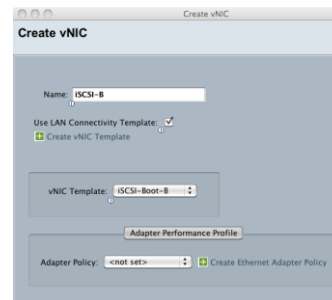 Create vNIC
Create vNIC
Name: iSCSI-B
Use LAN Connectivity Template:
Create vNIC Template
vNIC Template: iSCSI-Boot-B
Adapter Performance Profile
Adapter Policy: <not set> Create Ethernet Adapter Policy